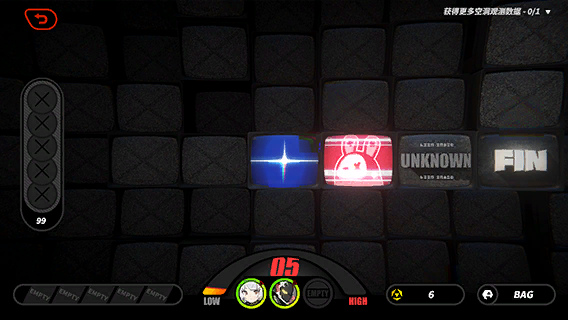 获得更多空洞观测数据 - 0/1
UNKNOWN
FIN
99
05
EMPTY
EMPTY
EMPTY
EMPTY
EMPTY
LOW
EMPTY
HIGH
6
BAG